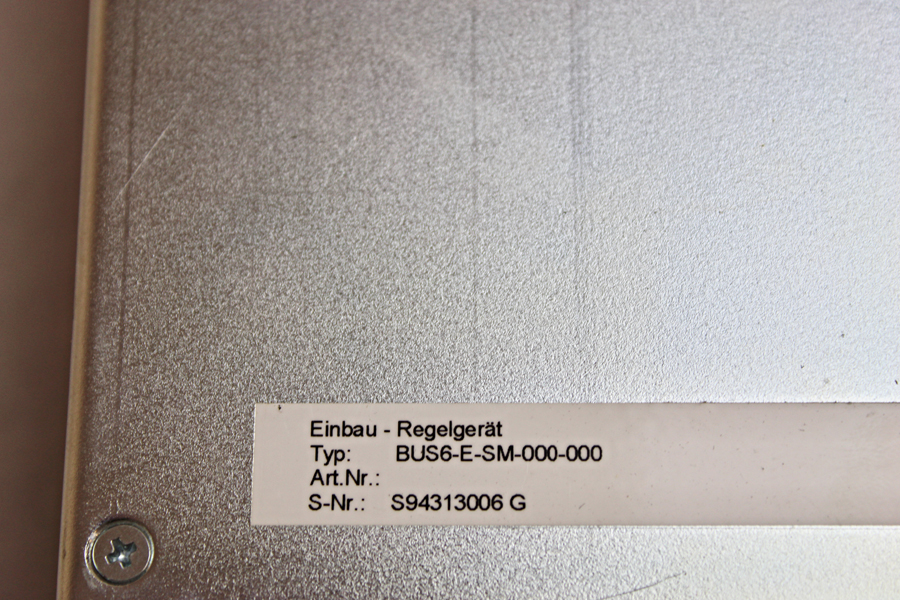 Einbau - Regelgerät
Typ: BUS6-E-SM-000-000
Art.Nr.:
S-Nr.: S94313006 G